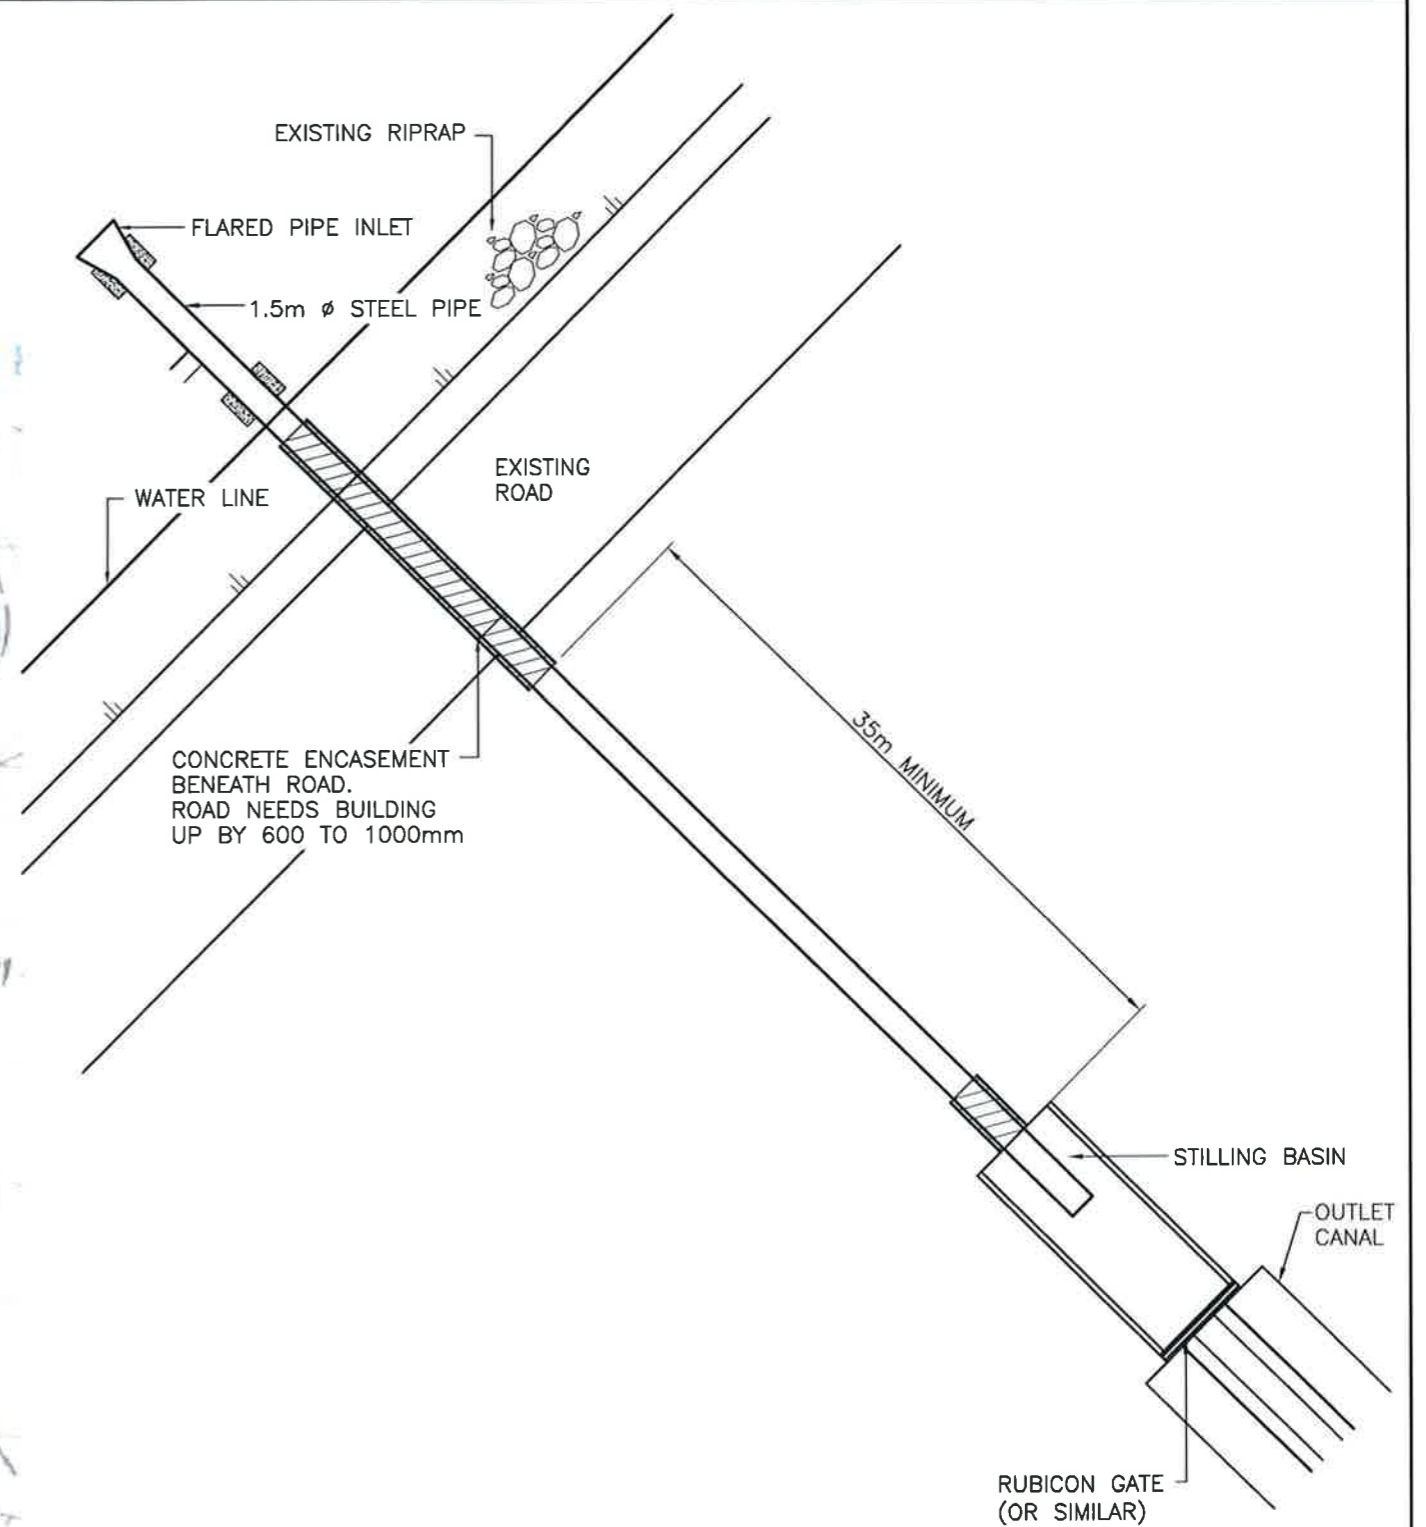 EXISTING RIPRAP
FLARED PIPE INLET
1.5m ø STEEL PIPE
EXISTING
ROAD
WATER LINE
CONCRETE ENCASEMENT
BENEATH ROAD.
ROAD NEEDS BUILDING
UP BY 600 TO 1000mm
35m MINIMUM
STILLING BASIN
OUTLET
CANAL
RUBICON GATE
(OR SIMILAR)